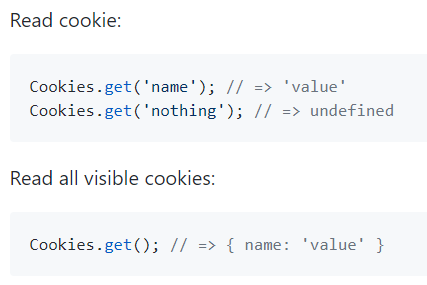 Read cookie:
Cookies.get('name'); // => 'value'
Cookies.get('nothing'); // => undefined
Read all visible cookies:
Cookies.get(); // => { name: 'value' }